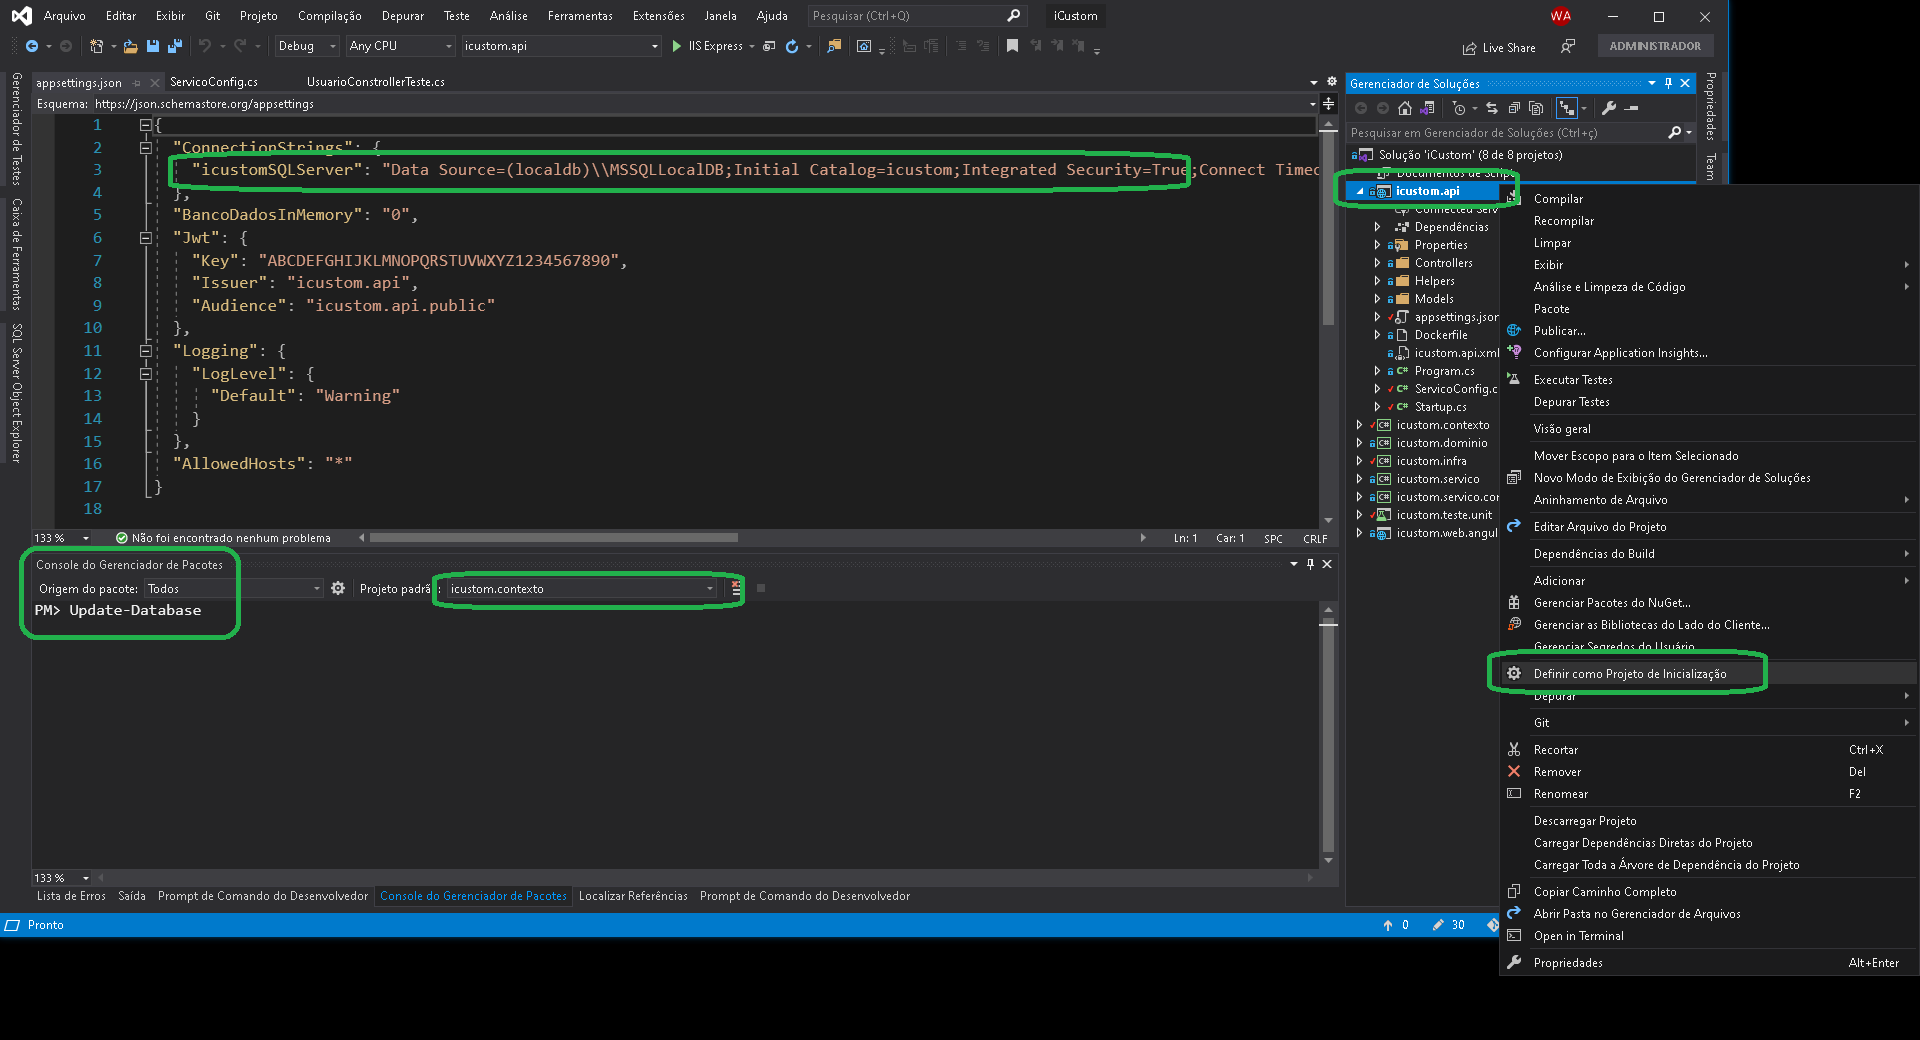 Arquivo Editar Exibir Git Projeto Compilação Depurar Teste Análise Ferramentas Extensões Janela Ajuda Pesquisar (Ctrl+Q) iCustom WA
Debug Any CPU icustom.api IIS Express Live Share ADMINISTRADOR
Gerenciador de Testes
Caixa de Ferramentas
SQL Server Object Explorer
appsettings.json ServicoConfig.cs UsuarioConstrollerTeste.cs
Esquema: https://json.schemastore.org/appsettings
1 {
2 "ConnectionStrings": {
3 "icustomSQLServer": "Data Source=(localdb)\\MSSQLLocalDB;Initial Catalog=icustom;Integrated Security=True;Connect Timeo
4 },
5 "BancoDadosInMemory": "0",
6 "Jwt": {
7 "Key": "ABCDEFGHIJKLMNOPQRSTUVWXYZ1234567890",
8 "Issuer": "icustom.api",
9 "Audience": "icustom.api.public"
10 },
11 "Logging": {
12 "LogLevel": {
13 "Default": "Warning"
14 }
15 },
16 "AllowedHosts": "*"
17 }
18
133 % Não foi encontrado nenhum problema Ln: 1 Car: 1 SPC CRLF
Console do Gerenciador de Pacotes
Origem do pacote: Todos Projeto padrã : icustom.contexto
PM> Update-Database
133 %
Lista de Erros Saída Prompt de Comando do Desenvolvedor Console do Gerenciador de Pacotes Localizar Referências Prompt de Comando do Desenvolvedor
Pronto 0 30
Gerenciador de Soluções
Pesquisar em Gerenciador de Soluções (Ctrl+ç)
Solução 'iCustom' (8 de 8 projetos)
Documentos de Scrip
icustom.api
Connected Serv
Dependências
Properties
Controllers
Helpers
Models
appsettings.json
Dockerfile
icustom.api.xml
C# Program.cs
C# ServicoConfig.c
C# Startup.cs
C# icustom.contexto
C# icustom.dominio
C# icustom.infra
C# icustom.servico
C# icustom.servico.cor
icustom.teste.unit
icustom.web.angul
Propriedades
Team
Compilar
Recompilar
Limpar
Exibir
Análise e Limpeza de Código
Pacote
Publicar...
Configurar Application Insights...
Executar Testes
Depurar Testes
Visão geral
Mover Escopo para o Item Selecionado
Novo Modo de Exibição do Gerenciador de Soluções
Aninhamento de Arquivo
Editar Arquivo do Projeto
Dependências do Build
Adicionar
Gerenciar Pacotes do NuGet...
Gerenciar as Bibliotecas do Lado do Cliente...
Gerenciar Segredos do Usuário
Definir como Projeto de Inicialização
Depurar
Git
Recortar Ctrl+X
Remover Del
Renomear F2
Descarregar Projeto
Carregar Dependências Diretas do Projeto
Carregar Toda a Árvore de Dependência do Projeto
Copiar Caminho Completo
Abrir Pasta no Gerenciador de Arquivos
Open in Terminal
Propriedades Alt+Enter